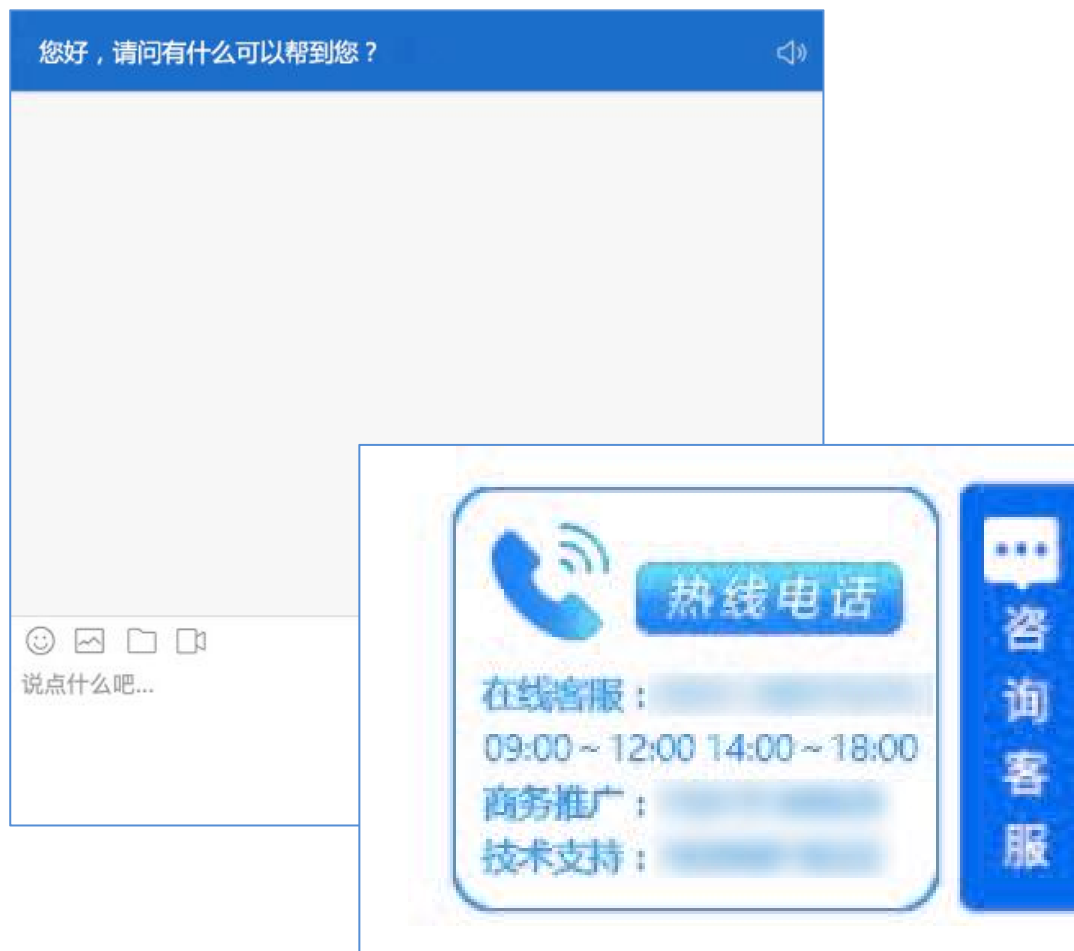 您好，请问有什么可以帮到您？
说点什么吧...
热线电话
在线客服：
09:00～12:00 14:00～18:00
商务推广：
技术支持：
咨询客服